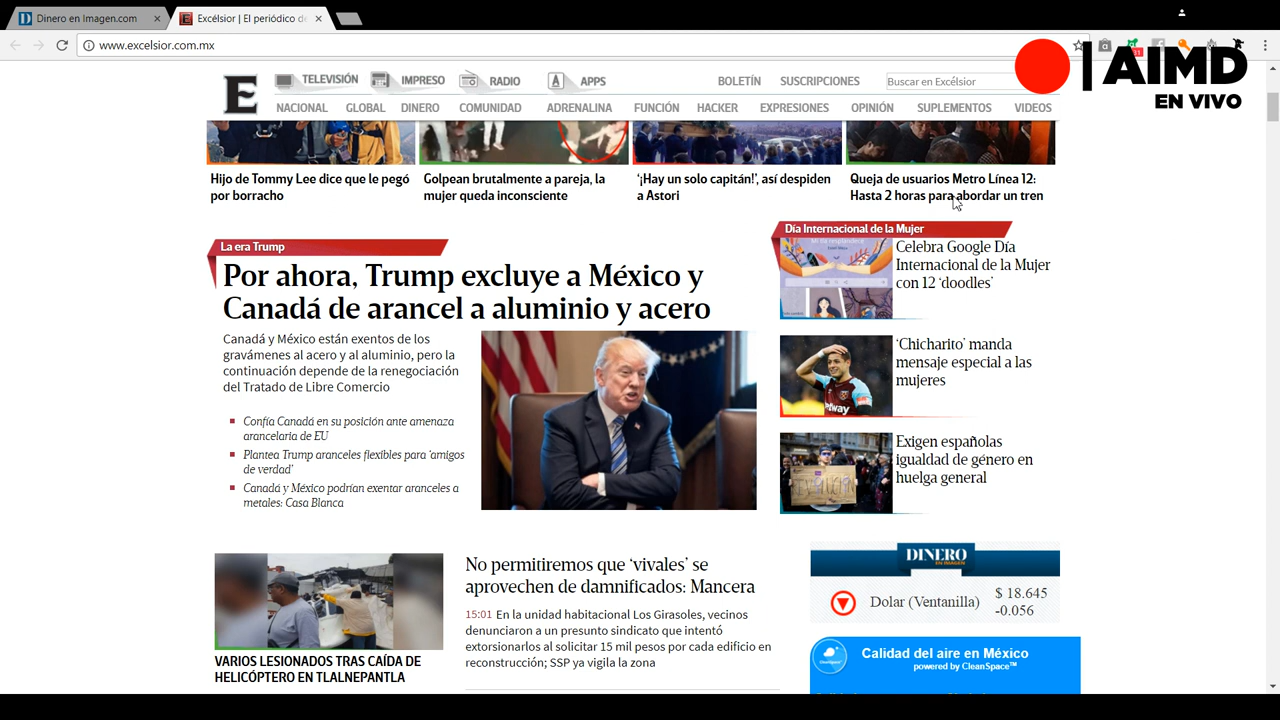 Dinero en Imagen.com
Excélsior | El periódico de
www.excelsior.com.mx
AIMD
EN VIVO
E
TELEVISIÓN IMPRESO RADIO APPS
BOLETÍN SUSCRIPCIONES Buscar en Excélsior
NACIONAL GLOBAL DINERO COMUNIDAD ADRENALINA FUNCIÓN HACKER EXPRESIONES OPINIÓN SUPLEMENTOS VIDEOS
Hijo de Tommy Lee dice que le pegó
por borracho
Golpean brutalmente a pareja, la
mujer queda inconsciente
‘¡Hay un solo capitán!’, así despiden
a Astori
Queja de usuarios Metro Línea 12:
Hasta 2 horas para abordar un tren
La era Trump
Por ahora, Trump excluye a México y
Canadá de arancel a aluminio y acero
Canadá y México están exentos de los
gravámenes al acero y al aluminio, pero la
continuación depende de la renegociación
del Tratado de Libre Comercio
Confía Canadá en su posición ante amenaza
arancelaria de EU
Plantea Trump aranceles flexibles para ‘amigos
de verdad’
Canadá y México podrían exentar aranceles a
metales: Casa Blanca
Día Internacional de la Mujer
Celebra Google Día
Internacional de la Mujer
con 12 ‘doodles’
‘Chicharito’ manda
mensaje especial a las
mujeres
Exigen españolas
igualdad de género en
huelga general
VARIOS LESIONADOS TRAS CAÍDA DE
HELICÓPTERO EN TLALNEPANTLA
No permitiremos que ‘vivales’ se
aprovechen de damnificados: Mancera
15:01 En la unidad habitacional Los Girasoles, vecinos
denunciaron a un presunto sindicato que intentó
extorsionarlos al solicitar 15 mil pesos por cada edificio en
reconstrucción; SSP ya vigila la zona
DINERO
EN IMAGEN
Dolar (Ventanilla)
$ 18.645
-0.056
Calidad del aire en México
powered by CleanSpace™